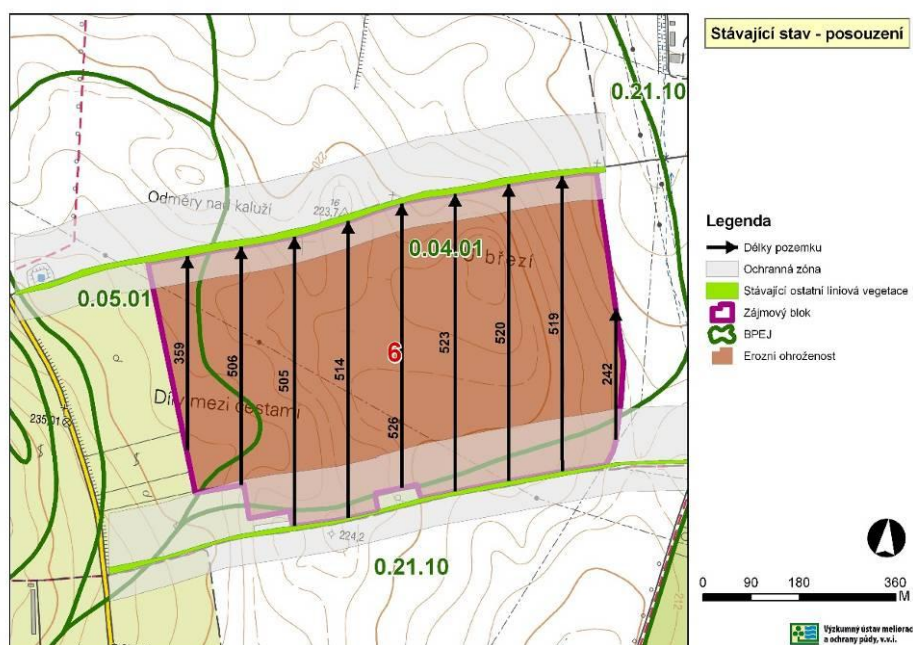 Stávající stav - posouzení
0.21.10
Odměry nad kaluží
16
223,7
0.04.01
březí
0.05.01
359
506
505
514
6
526
523
520
519
242
Díly mezi cestami
235,01
224,2
0.21.10
212
Legenda
Délky pozemku
Ochranná zóna
Stávající ostatní liniová vegetace
Zájmový blok
BPEJ
Erozní ohroženost
0 90 180 360
M
Výzkumný ústav meliorací
a ochrany půdy, v.v.i.